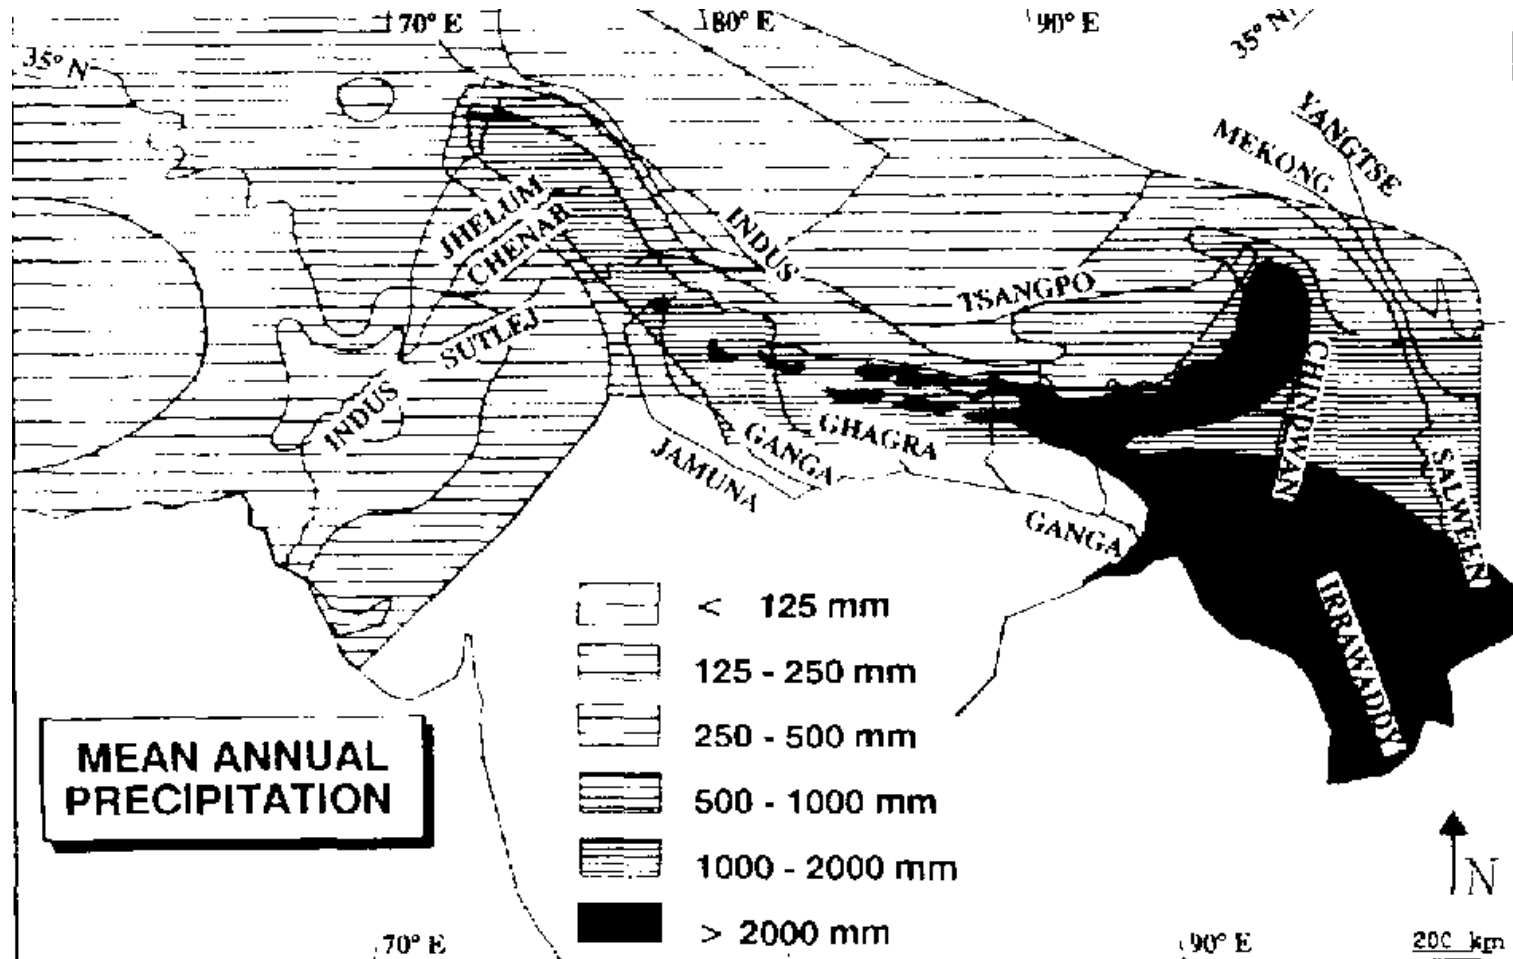 70° E
80° E
90° E
35° N
35° N
YANGTSE
MEKONG
JHELUM
CHENAR
INDUS
TSANGPO
SUTLEJ
INDUS
CHINDWAN
GHAGRA
GANGA
JAMUNA
SALWEEN
GANGA
IRRAWADDY
< 125 mm
125 - 250 mm
250 - 500 mm
500 - 1000 mm
1000 - 2000 mm
> 2000 mm
MEAN ANNUAL
PRECIPITATION
N
70° E
90° E
200 km